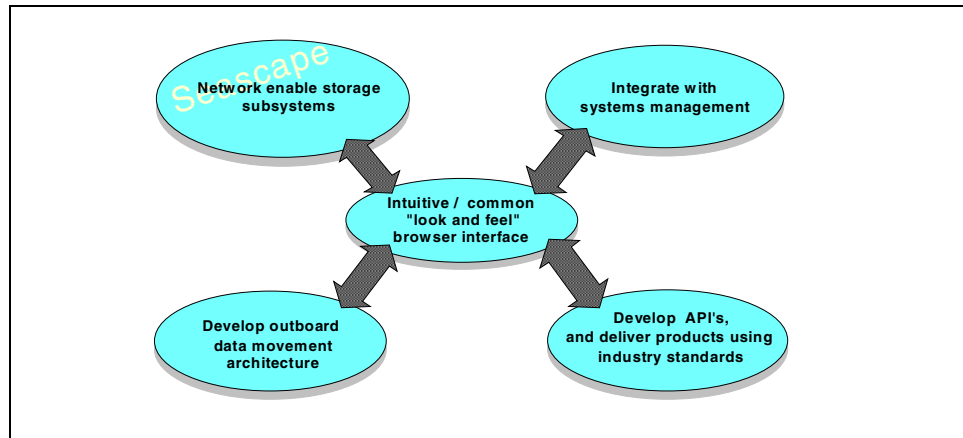 Seascape
Network enable storage
subsystems
Integrate with
systems management
Intuitive / common
"look and feel"
browser interface
Develop outboard
data movement
architecture
Develop API's,
and deliver products using
industry standards